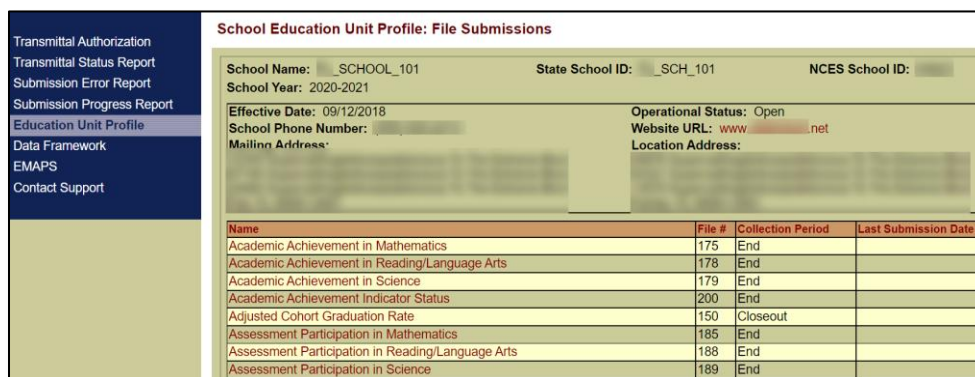 Transmittal Authorization
Transmittal Status Report
Submission Error Report
Submission Progress Report
Education Unit Profile
Data Framework
EMAPS
Contact Support
School Education Unit Profile: File Submissions
School Name: _SCHOOL_101 State School ID: _SCH_101 NCES School ID:
School Year: 2020-2021
Effective Date: 09/12/2018 Operational Status: Open
School Phone Number: Website URL: www. .net
Mailing Address: Location Address:
Name File # Collection Period Last Submission Date
Academic Achievement in Mathematics 175 End
Academic Achievement in Reading/Language Arts 178 End
Academic Achievement in Science 179 End
Academic Achievement Indicator Status 200 End
Adjusted Cohort Graduation Rate 150 Closeout
Assessment Participation in Mathematics 185 End
Assessment Participation in Reading/Language Arts 188 End
Assessment Participation in Science 189 End